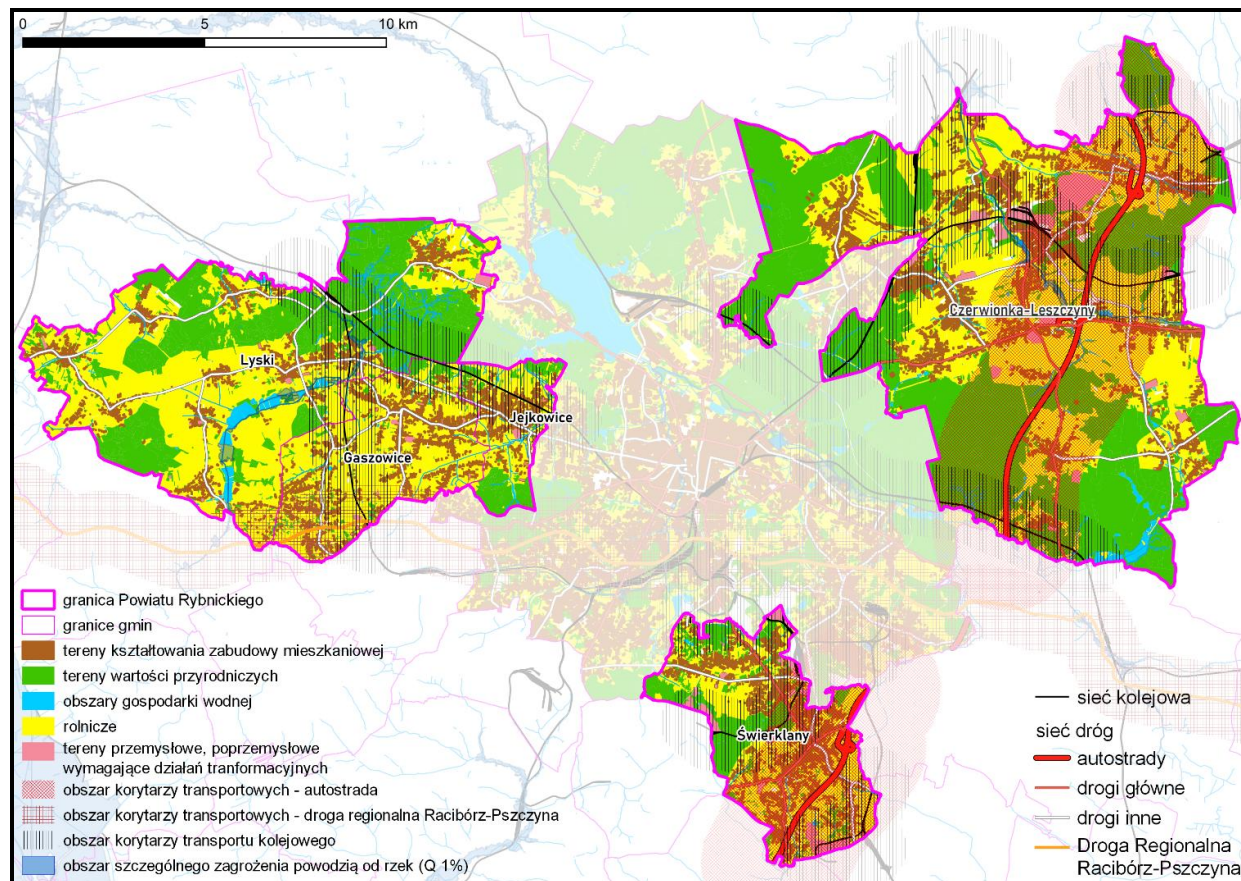 0 5 10 km
Czerwionka-Leszczyny
Lyski
Jejkowice
Gaszowice
Świerklany
granica Powiatu Rybnickiego
granice gmin
tereny kształtowania zabudowy mieszkaniowej
tereny wartości przyrodniczych
obszary gospodarki wodnej
rolnicze
tereny przemysłowe, poprzemysłowe
wymagające działań tranformacyjnych
obszar korytarzy transportowych - autostrada
obszar korytarzy transportowych - droga regionalna Racibórz-Pszczyna
obszar korytarzy transportu kolejowego
obszar szczególnego zagrożenia powodzią od rzek (Q 1%)
sieć kolejowa
sieć dróg
autostrady
drogi główne
drogi inne
Droga Regionalna
Racibórz-Pszczyna